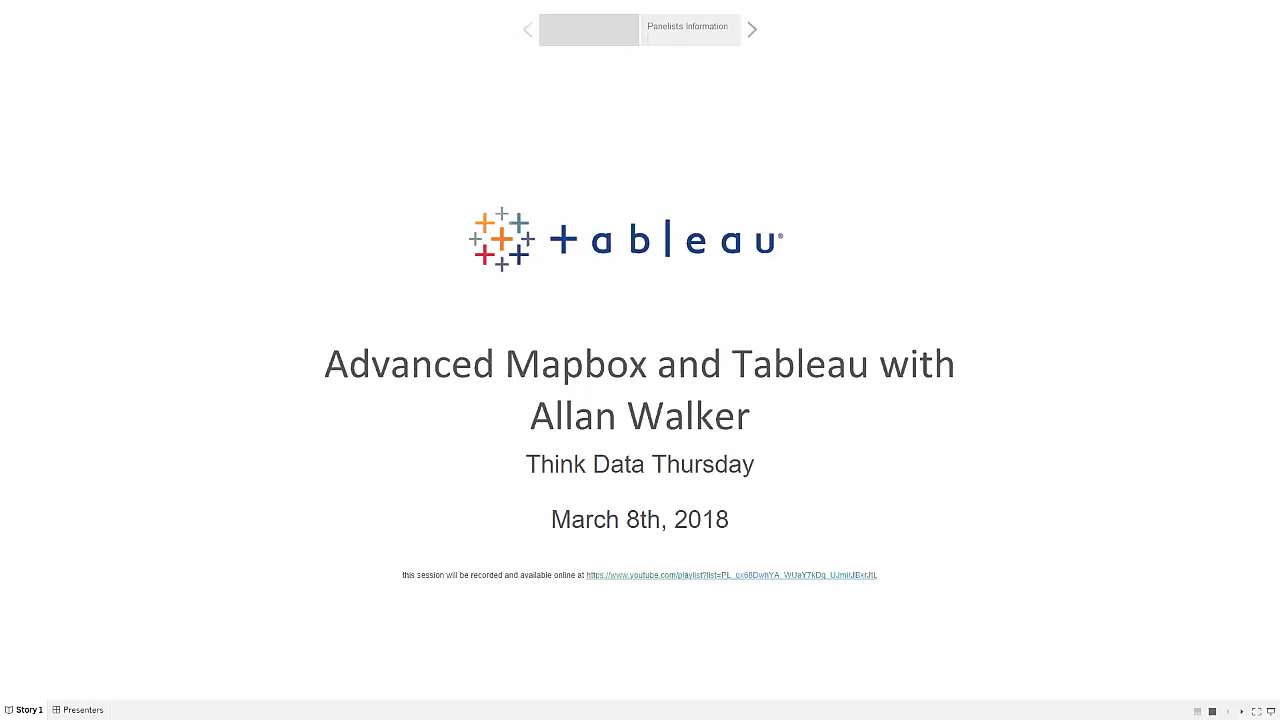 Panelists Information
tableau®
Advanced Mapbox and Tableau with
Allan Walker
Think Data Thursday
March 8th, 2018
this session will be recorded and available online at
Story 1 Presenters